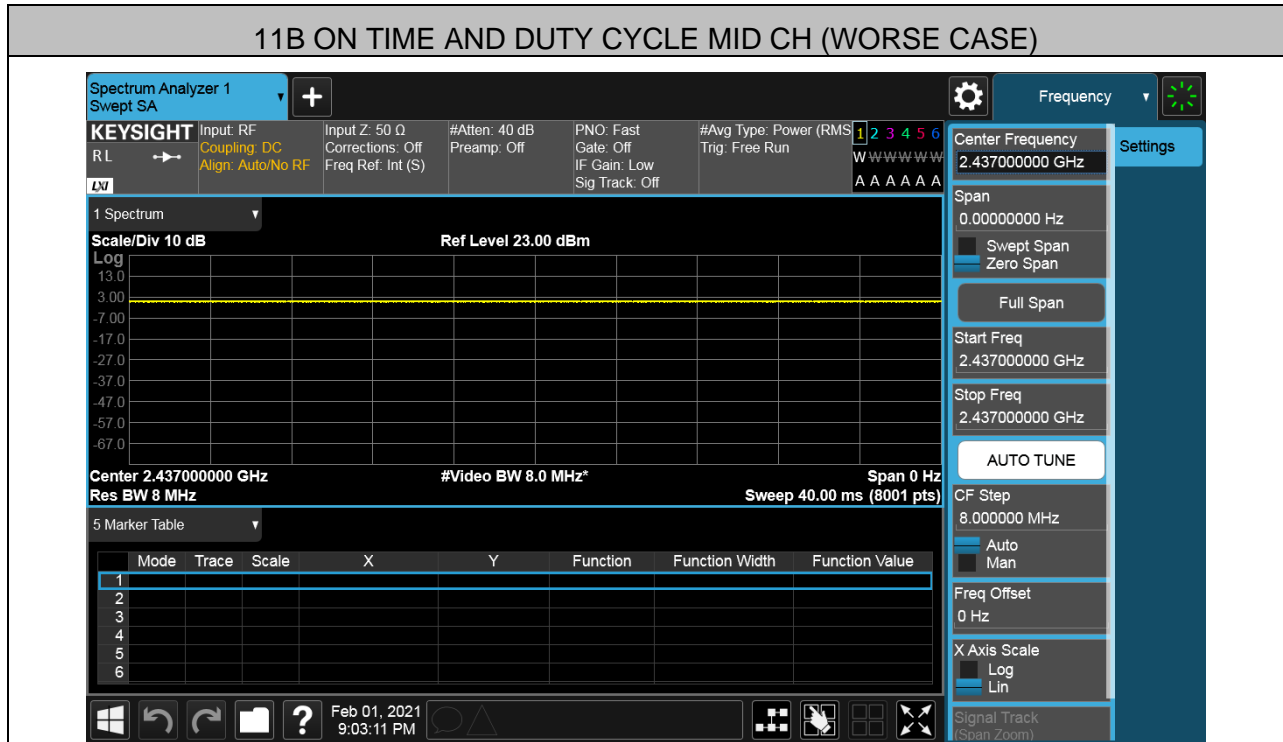 11B ON TIME AND DUTY CYCLE MID CH (WORSE CASE)
Spectrum Analyzer 1
Swept SA
Frequency
KEYSIGHT
RL
LXI
Input: RF
Coupling: DC
Align: Auto/No RF
Input Z: 50 Ω
Corrections: Off
Freq Ref: Int (S)
#Atten: 40 dB
Preamp: Off
PNO: Fast
Gate: Off
IF Gain: Low
Sig Track: Off
#Avg Type: Power (RMS
Trig: Free Run
1 2 3 4 5 6
W W W W W W
A A A A A A
1 Spectrum
Scale/Div 10 dB
Ref Level 23.00 dBm
Log
13.0
3.00
-7.00
-17.0
-27.0
-37.0
-47.0
-57.0
-67.0
Center 2.437000000 GHz
#Video BW 8.0 MHz*
Span 0 Hz
Res BW 8 MHz
Sweep 40.00 ms (8001 pts)
5 Marker Table
Mode Trace Scale X Y Function Function Width Function Value
1
2
3
4
5
6
Feb 01, 2021
9:03:11 PM
?
Center Frequency
2.437000000 GHz
Settings
Span
0.00000000 Hz
Swept Span
Zero Span
Full Span
Start Freq
2.437000000 GHz
Stop Freq
2.437000000 GHz
AUTO TUNE
CF Step
8.000000 MHz
Auto
Man
Freq Offset
0 Hz
X Axis Scale
Log
Lin
Signal Track
(Span Zoom)